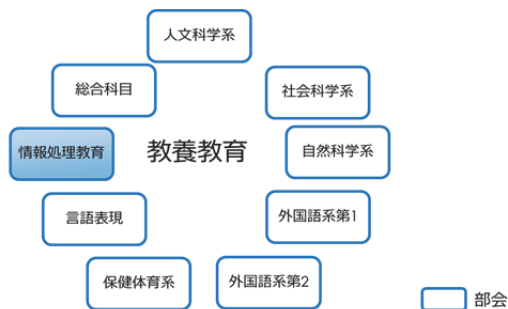 人文科学系
総合科目
社会科学系
情報処理教育
教養教育
自然科学系
言語表現
外国語系第1
保健体育系
外国語系第2
部会